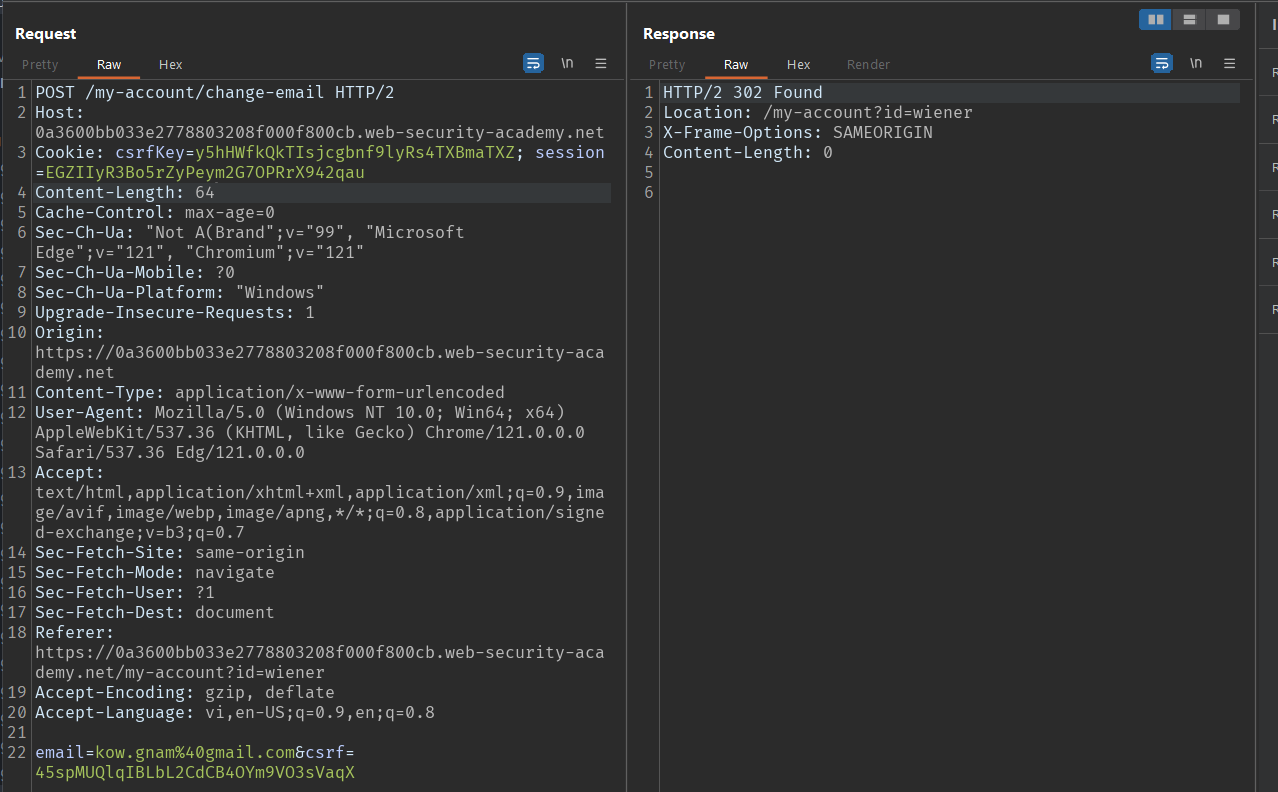 Request
Pretty Raw Hex \n
1 POST /my-account/change-email HTTP/2
2 Host:
0a3600bb033e2778803208f000f800cb.web-security-academy.net
3 Cookie: csrfKey=y5hHWfkQkTIsjcgbnf9lyRs4TXBmaTXZ; session
=EGZIIyR3Bo5rZyPeym2G7OPRrX942qau
4 Content-Length: 64
5 Cache-Control: max-age=0
6 Sec-Ch-Ua: "Not A(Brand";v="99", "Microsoft
Edge";v="121", "Chromium";v="121"
7 Sec-Ch-Ua-Mobile: ?0
8 Sec-Ch-Ua-Platform: "Windows"
9 Upgrade-Insecure-Requests: 1
10 Origin:
https://0a3600bb033e2778803208f000f800cb.web-security-aca
demy.net
11 Content-Type: application/x-www-form-urlencoded
12 User-Agent: Mozilla/5.0 (Windows NT 10.0; Win64; x64)
AppleWebKit/537.36 (KHTML, like Gecko) Chrome/121.0.0.0
Safari/537.36 Edg/121.0.0.0
13 Accept:
text/html,application/xhtml+xml,application/xml;q=0.9,ima
ge/avif,image/webp,image/apng,*/*;q=0.8,application/signe
d-exchange;v=b3;q=0.7
14 Sec-Fetch-Site: same-origin
15 Sec-Fetch-Mode: navigate
16 Sec-Fetch-User: ?1
17 Sec-Fetch-Dest: document
18 Referer:
https://0a3600bb033e2778803208f000f800cb.web-security-aca
demy.net/my-account?id=wiener
19 Accept-Encoding: gzip, deflate
20 Accept-Language: vi,en-US;q=0.9,en;q=0.8
21
22 email=kow.gnam%40gmail.com&csrf=
45spMUQlqIBLbL2CdCB4OYm9VO3sVaqX
Response
Pretty Raw Hex Render \n
1 HTTP/2 302 Found
2 Location: /my-account?id=wiener
3 X-Frame-Options: SAMEORIGIN
4 Content-Length: 0
5
6